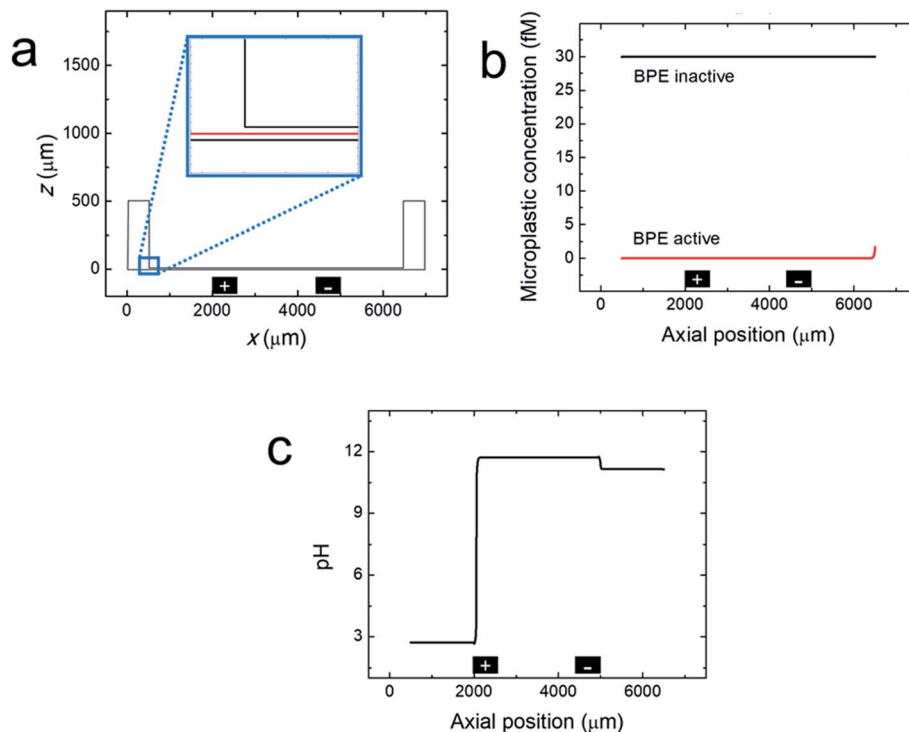 a
z (μm)
1500
1000
500
0
+
-
0 2000 4000 6000
x (μm)
b
Microplastic concentration (fM)
30
25
20
15
10
5
0
BPE inactive
BPE active
+
-
0 2000 4000 6000
Axial position (μm)
c
pH
12
9
6
3
+
-
0 2000 4000 6000
Axial position (μm)